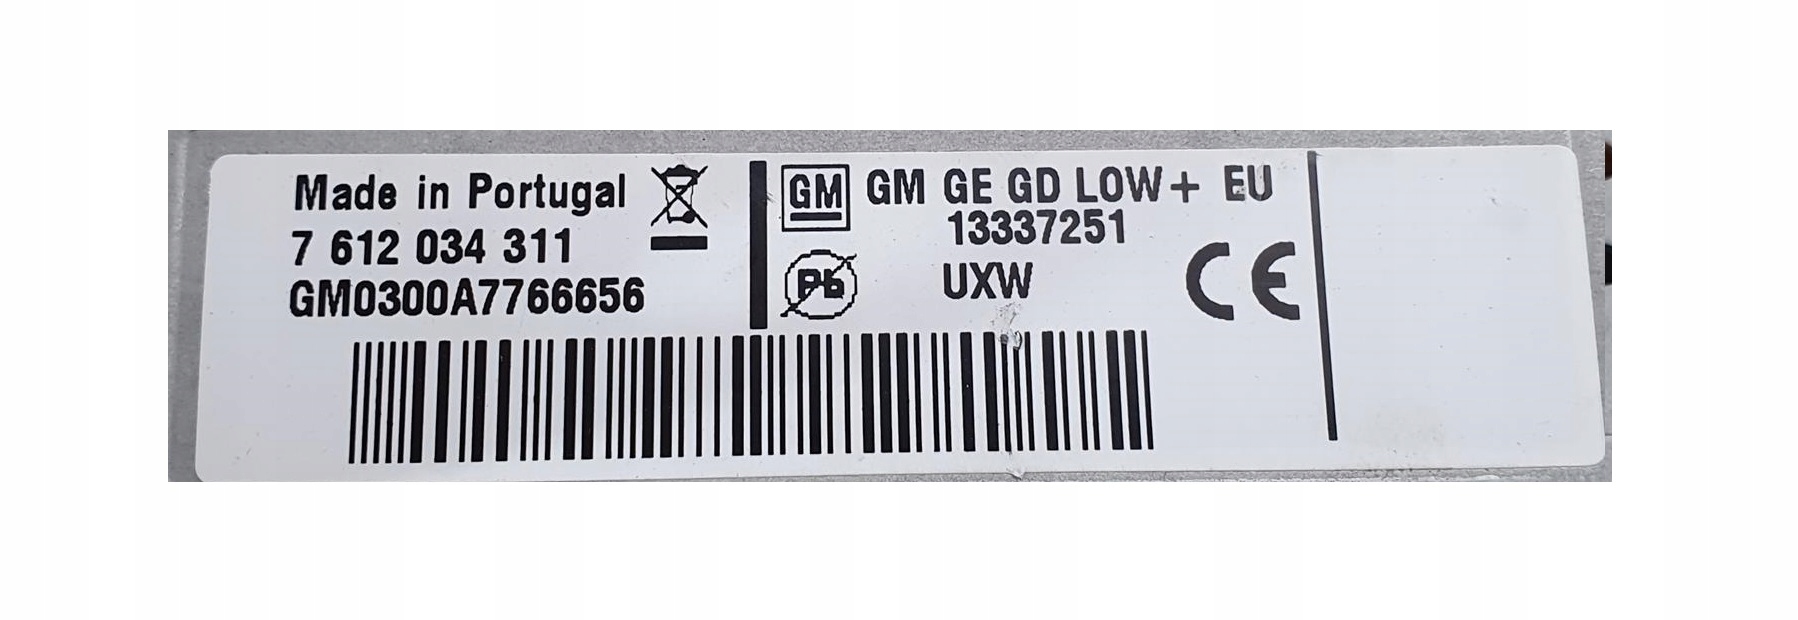 Made in Portugal
7 612 034 311
GM0300A7766656
GM GM GE GD LOW+ EU
13337251
Pb UXW CE